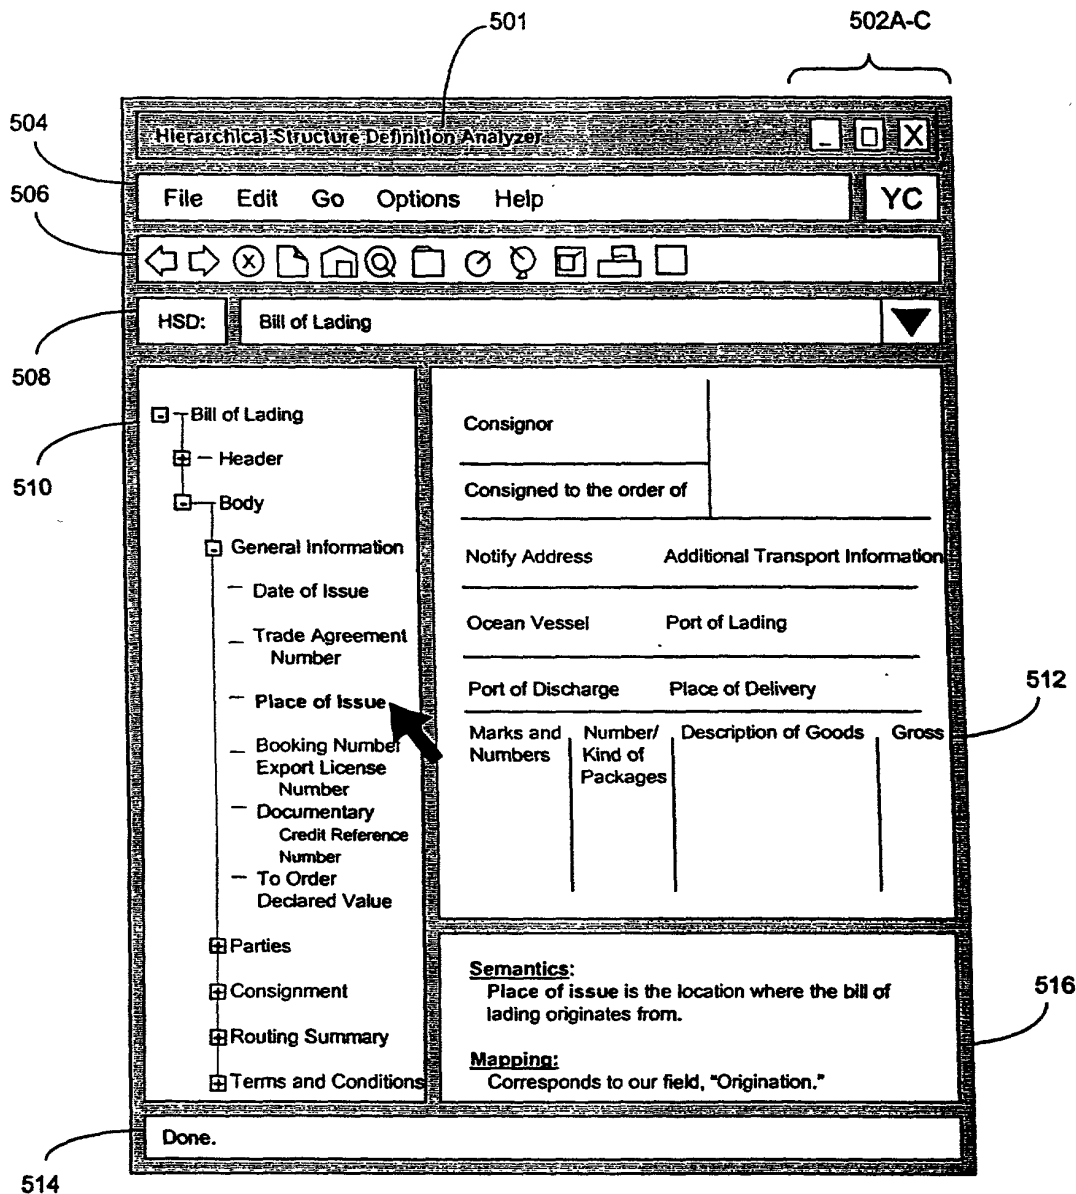 501
502A-C
504
Hierarchical Structure Definition Analyzer
506
File Edit Go Options Help YC
HSD: Bill of Lading
508
510
Bill of Lading
Header
Body
General Information
Date of Issue
Trade Agreement
Number
Place of Issue
Booking Number
Export License
Number
Documentary
Credit Reference
Number
To Order
Declared Value
Parties
Consignment
Routing Summary
Terms and Conditions
Consignor
Consigned to the order of
Notify Address Additional Transport Information
Ocean Vessel Port of Lading
Port of Discharge Place of Delivery
512
Marks and Number/ Description of Goods Gross
Numbers Kind of
Packages
Semantics:
Place of issue is the location where the bill of
lading originates from.
516
Mapping:
Corresponds to our field, "Origination."
Done.
514